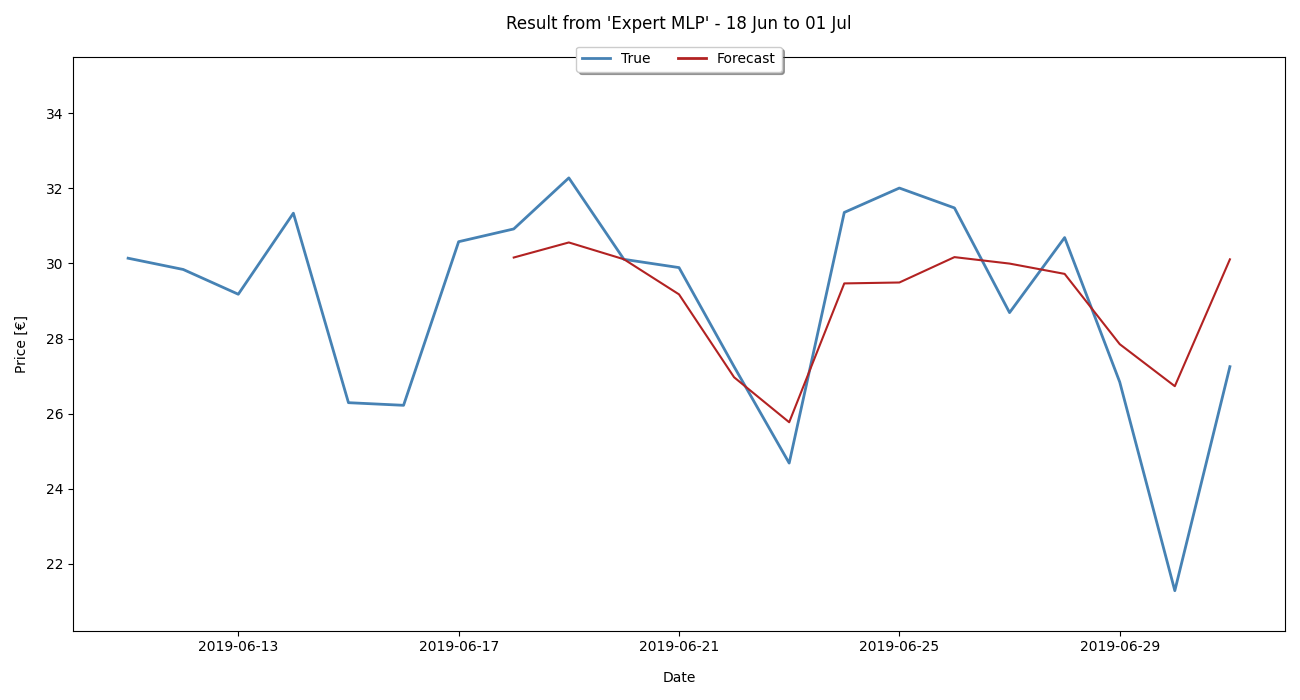 Result from 'Expert MLP' - 18 Jun to 01 Jul
True Forecast
34
32
30
28
26
24
22
Price [€]
2019-06-13 2019-06-17 2019-06-21 2019-06-25 2019-06-29
Date